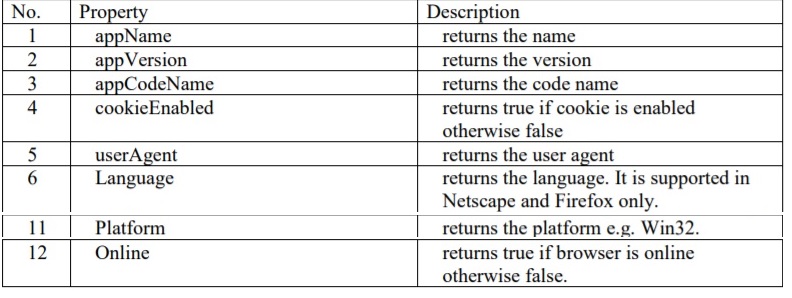 No. Property Description
1 appName returns the name
2 appVersion returns the version
3 appCodeName returns the code name
4 cookieEnabled returns true if cookie is enabled
otherwise false
5 userAgent returns the user agent
6 Language returns the language. It is supported in
Netscape and Firefox only.
11 Platform returns the platform e.g. Win32.
12 Online returns true if browser is online
otherwise false.